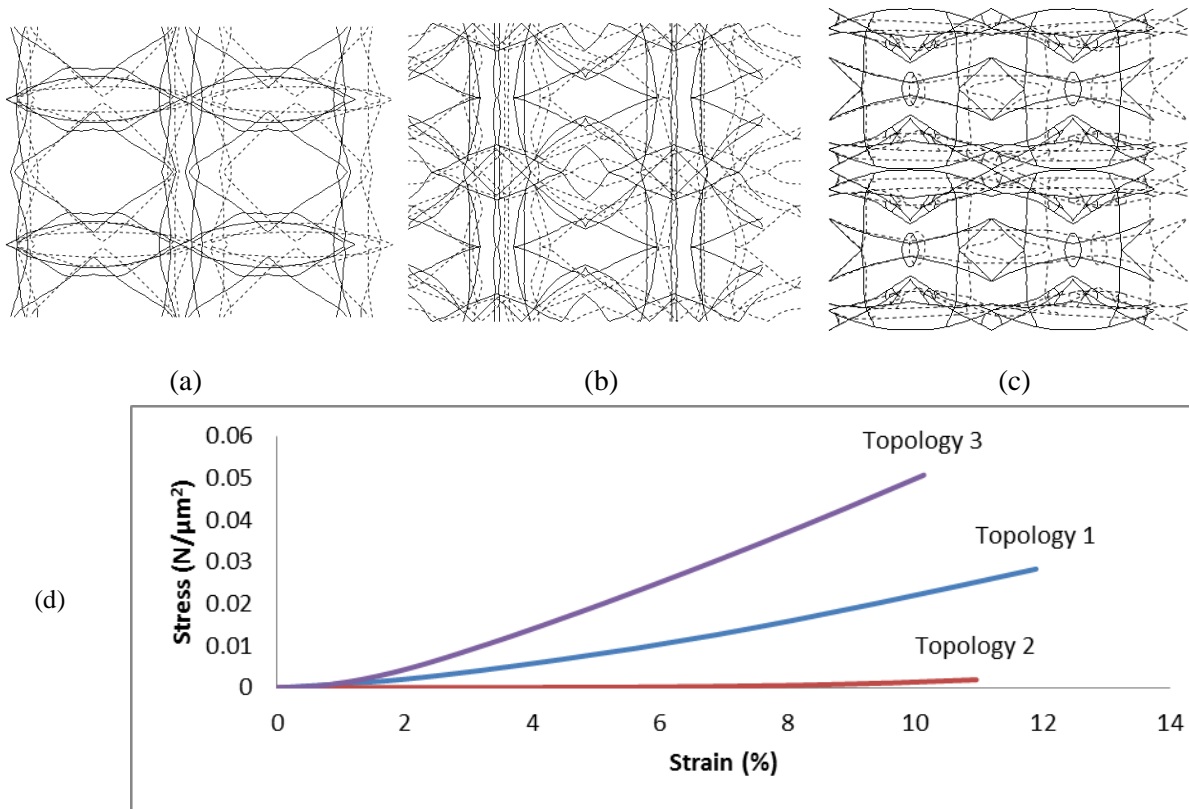 (a) (b) (c)
(d)
Stress (N/µm²)
0.06
0.05
0.04
0.03
0.02
0.01
0
Topology 3
Topology 1
Topology 2
0 2 4 6 8 10 12 14
Strain (%)